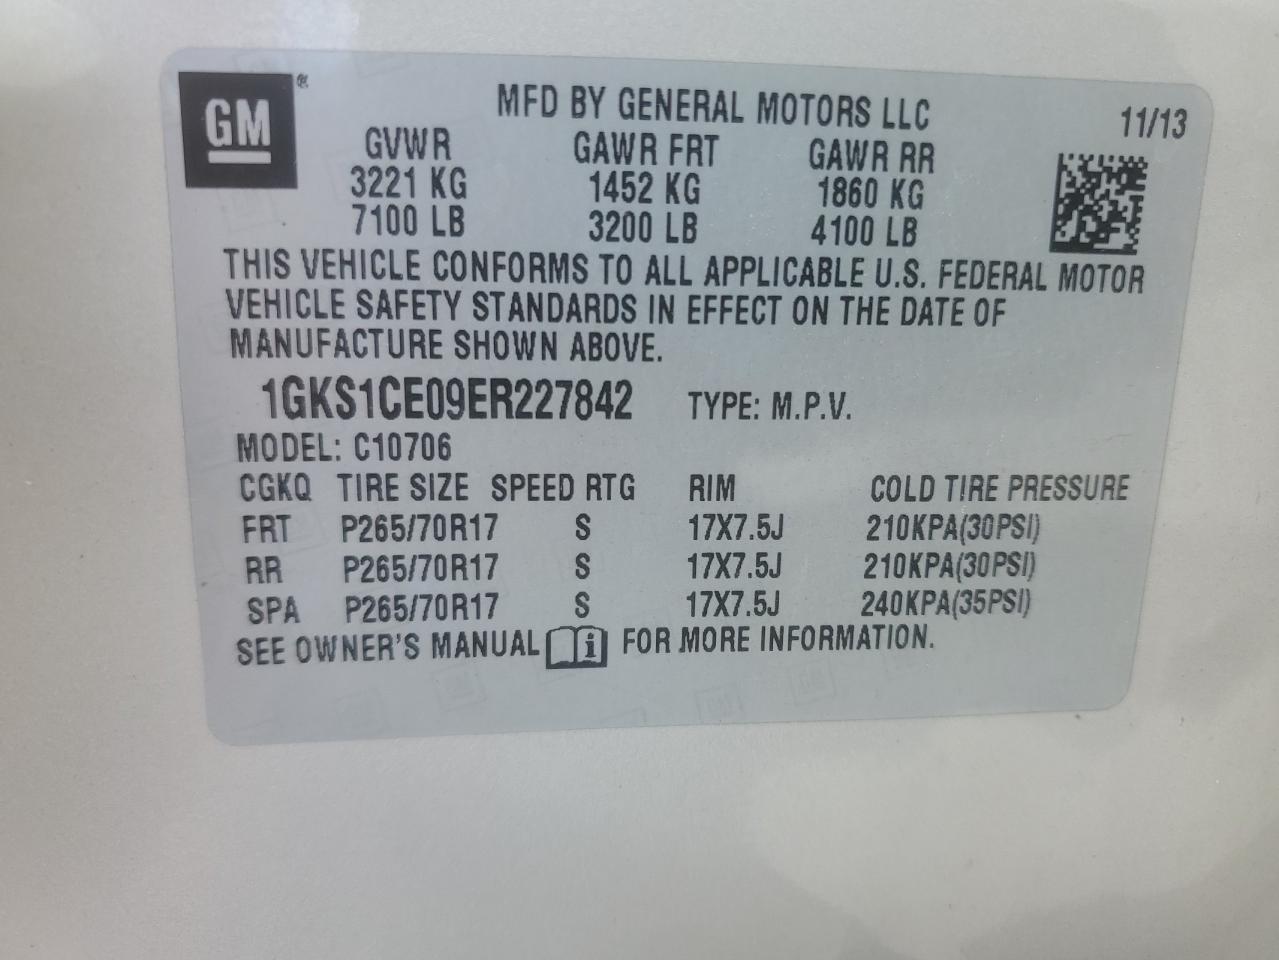 GM ®
MFD BY GENERAL MOTORS LLC 11/13
GVWR GAWR FRT GAWR RR
3221 KG 1452 KG 1860 KG
7100 LB 3200 LB 4100 LB
THIS VEHICLE CONFORMS TO ALL APPLICABLE U.S. FEDERAL MOTOR
VEHICLE SAFETY STANDARDS IN EFFECT ON THE DATE OF
MANUFACTURE SHOWN ABOVE.
1GKS1CE09ER227842 TYPE: M.P.V.
MODEL: C10706
CGKQ TIRE SIZE SPEED RTG RIM COLD TIRE PRESSURE
FRT P265/70R17 S 17X7.5J 210KPA(30PSI)
RR P265/70R17 S 17X7.5J 210KPA(30PSI)
SPA P265/70R17 S 17X7.5J 240KPA(35PSI)
SEE OWNER'S MANUAL i FOR MORE INFORMATION.